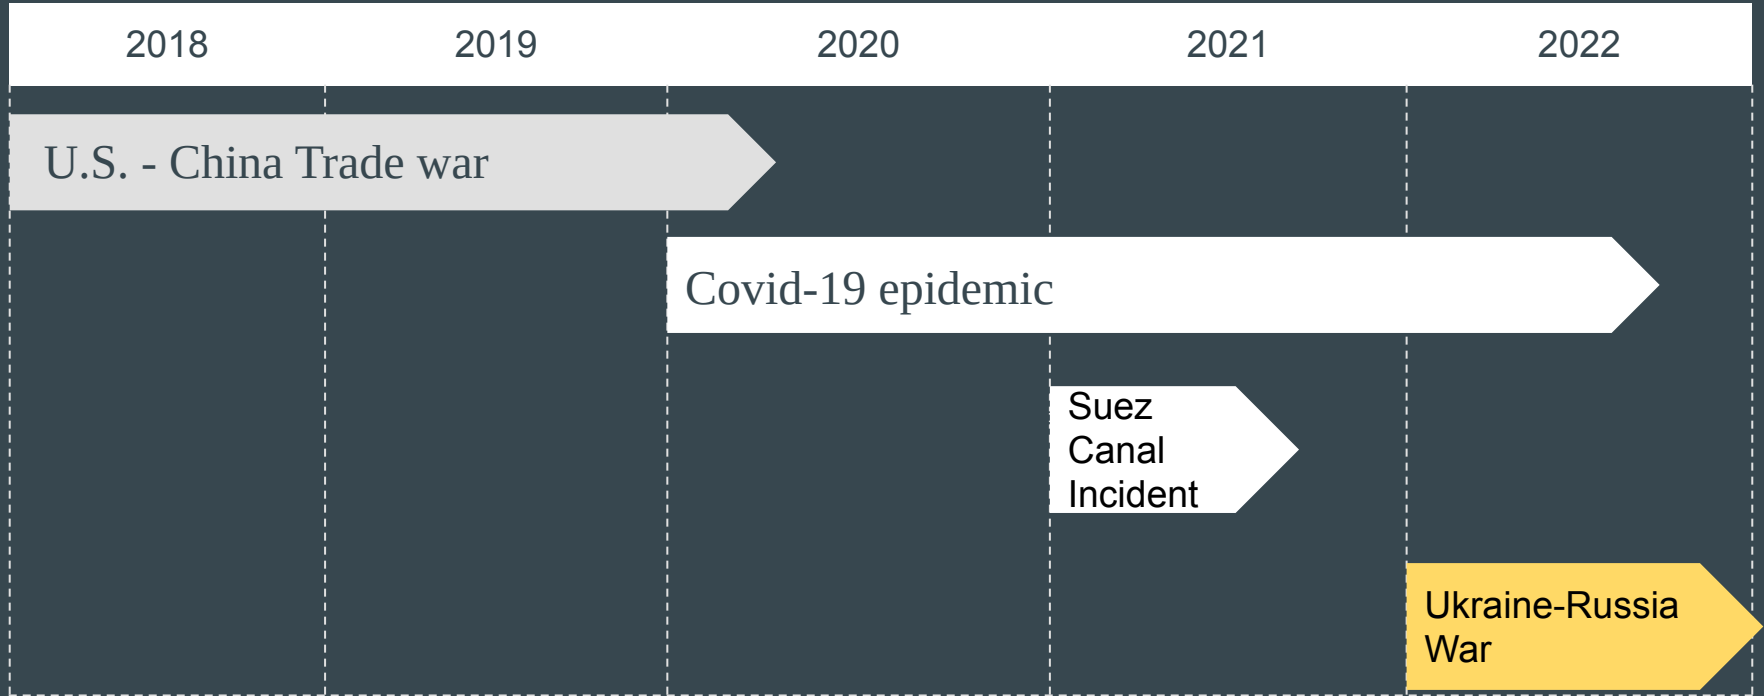 2018 2019 2020 2021 2022
U.S. - China Trade war
Covid-19 epidemic
Suez
Canal
Incident
Ukraine-Russia
War